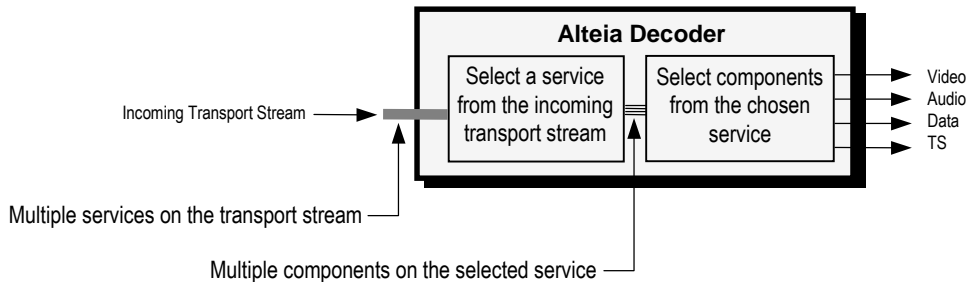 Alteia Decoder
Select a service
from the incoming
transport stream
Select components
from the chosen
service
Video
Audio
Data
TS
Incoming Transport Stream
Multiple services on the transport stream
Multiple components on the selected service